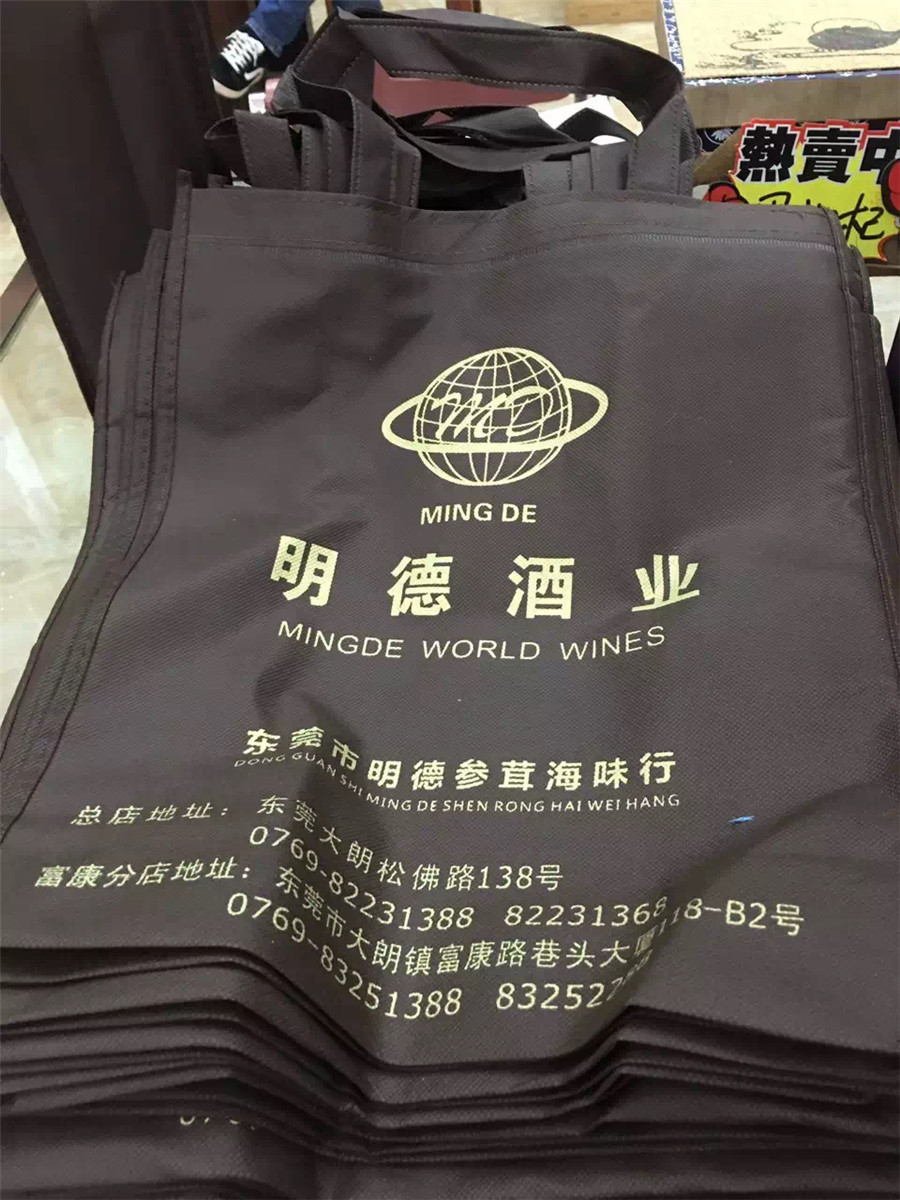 熱賣中
MD
MING DE
明德酒业
MINGDE WORLD WINES
东莞市明德参茸海味行
DONG GUAN SHI MING DE SHEN RONG HAI WEI HANG
总店地址：东莞大朗松佛路138号
0769-82231388 82231368
富康分店地址：东莞市大朗镇富康路巷头大厦118-B2号
0769-83251388 832522